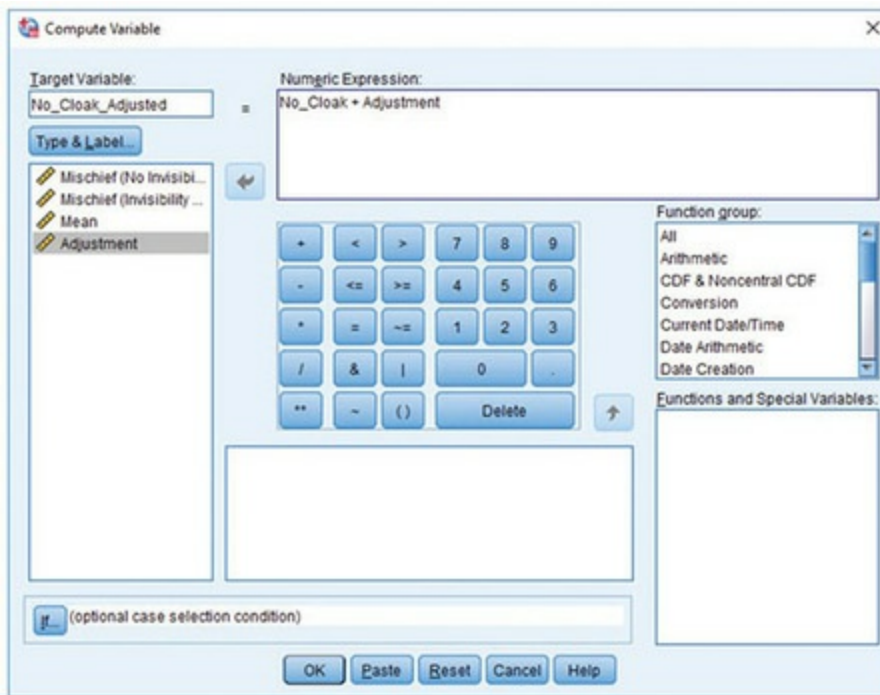 Compute Variable
Target Variable:
No_Cloak_Adjusted
=
Numeric Expression:
No_Cloak + Adjustment
Type & Label...
Mischief (No Invisibi...
Mischief (Invisibility ...
Mean
Adjustment
+ < > 7 8 9
- <= >= 4 5 6
* = ~= 1 2 3
/ & | 0 .
** ~ ( ) Delete
Function group:
All
Arithmetic
CDF & Noncentral CDF
Conversion
Current Date/Time
Date Arithmetic
Date Creation
Functions and Special Variables:
If... (optional case selection condition)
OK Paste Reset Cancel Help